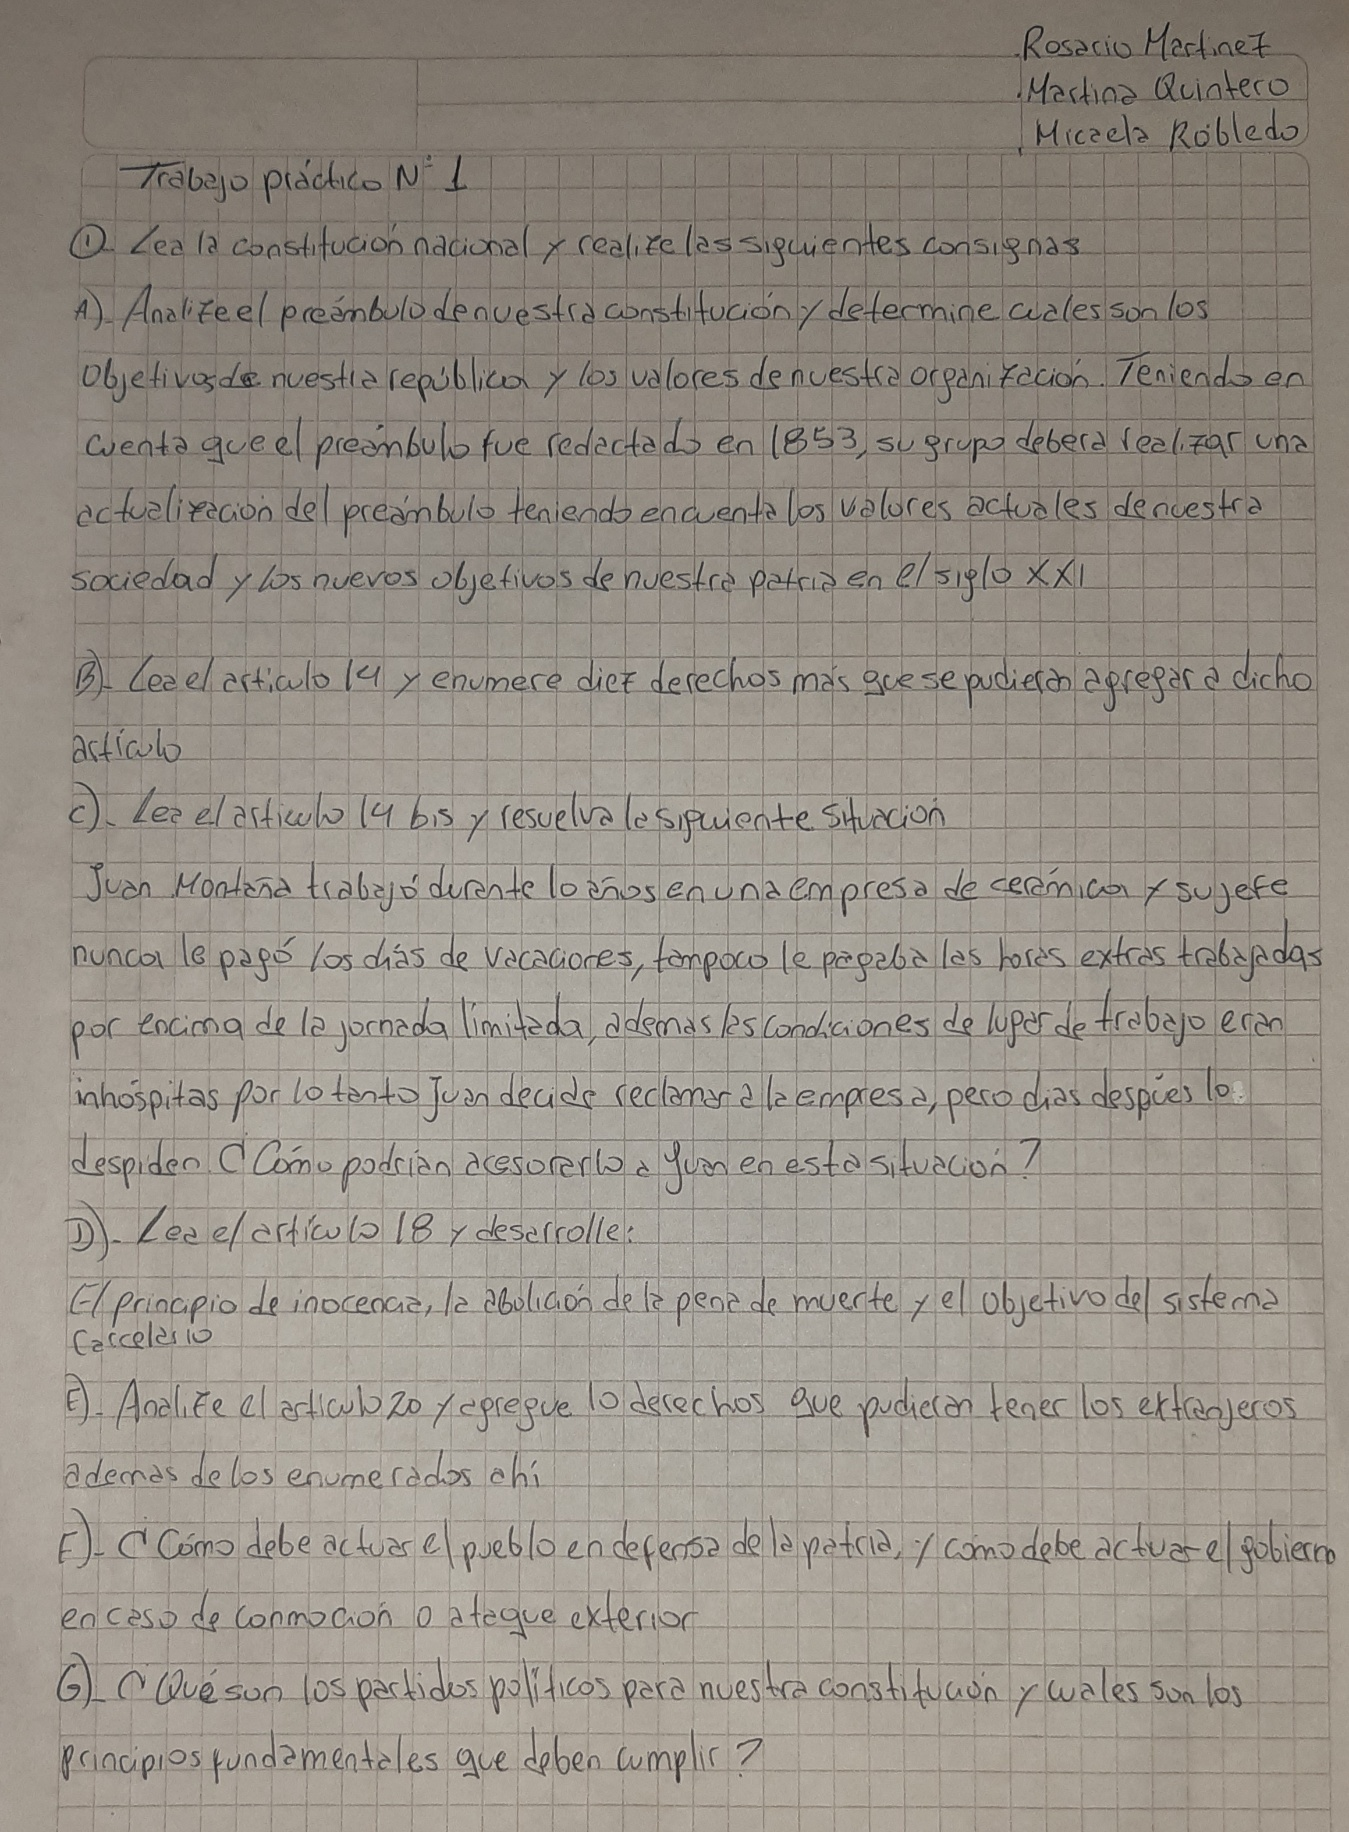 .Rosario Martinez
.Martina Quintero
.Micaela Robledo
Trabajo práctico N° 1
①- Lea la constitución nacional y realize las siguientes consignas
A)- Analize el preámbulo de nuestra constitución y determine cuales son los
objetivos de nuestra república y los valores de nuestra organización. Teniendo en
cuenta que el preámbulo fue redactado en 1853, su grupo deberá realizar una
actualización del preámbulo teniendo encuenta los valores actuales de nuestra
sociedad y los nuevos objetivos de nuestra patria en el siglo XXI
B)- Lea el articulo 14 y enumere diez derechos más que se pudieran agregar a dicho
artículo
C)- Lea el articulo 14 bis y resuelva la siguiente situación
Juan Montaña trabajó durante 10 años en una empresa de cerámica y su jefe
nunca le pagó los días de vacaciones, tampoco le pagaba las horas extras trabajadas
por encima de la jornada limitada, ademas las condiciones de lugar de trabajo eran
inhóspitas por lo tanto Juan decide reclamar a la empresa, pero dias despúes lo
despiden ¿Cómo podrían acesorarlo a Juan en esta situación?
D)- Lea el artículo 18 y desarrolle:
El principio de inocencia, la abolición de la pena de muerte y el objetivo del sistema
carcelario
E)- Analize el articulo 20 y agregue 10 derechos que pudieran tener los extranjeros
ademas de los enumerados ahí
F)- ¿Cómo debe actuar el pueblo en defensa de la patria, y como debe actuar el gobierno
en caso de conmoción o ataque exterior
G)- ¿Qué son los partidos políticos para nuestra constitución y cuales son los
principios fundamentales que deben cumplir?